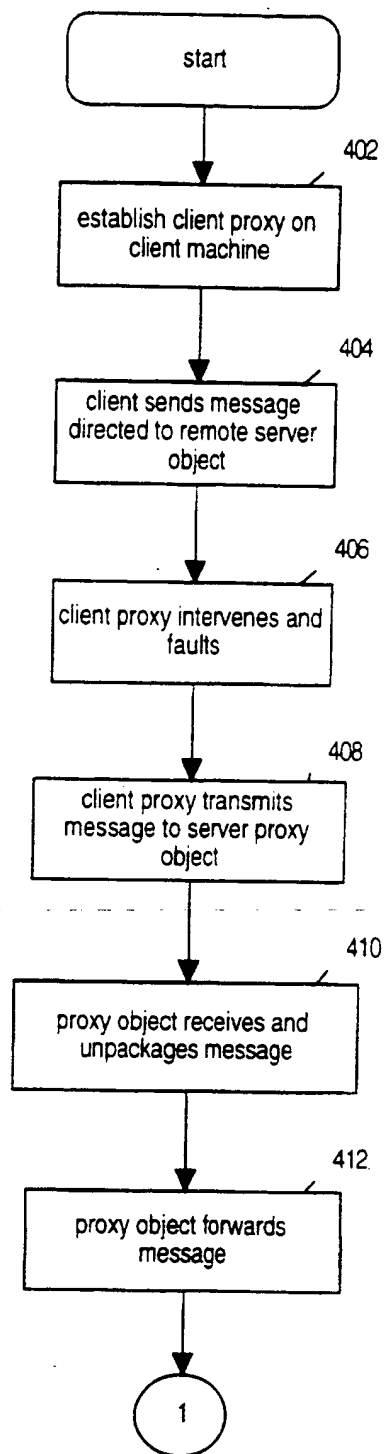 start
402
establish client proxy on
client machine
404
client sends message
directed to remote server
object
406
client proxy intervenes and
faults
408
client proxy transmits
message to server proxy
object
410
proxy object receives and
unpackages message
412
proxy object forwards
message
1